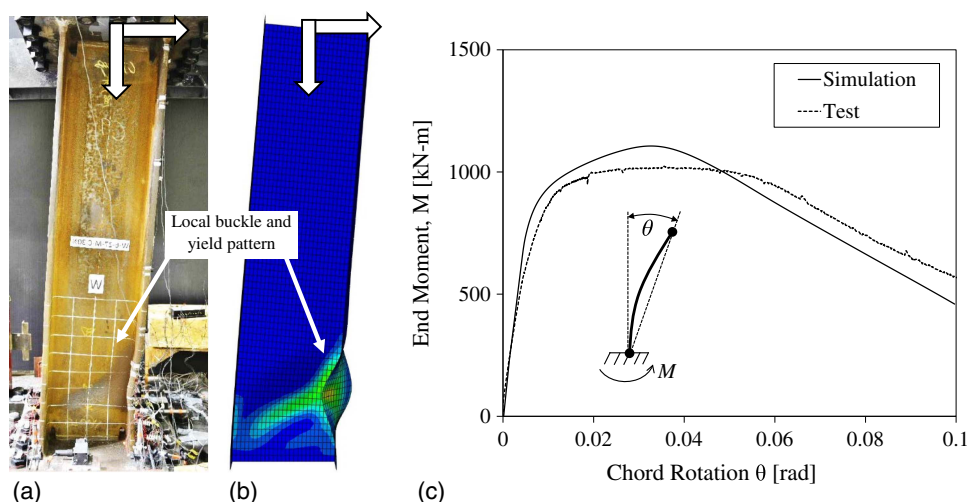 Local buckle and
yield pattern
W
(a)
(b)
1500
1000
500
0
End Moment, M [kN-m]
Simulation
Test
θ
M
0
0.02
0.04
0.06
0.08
0.1
Chord Rotation θ [rad]
(c)